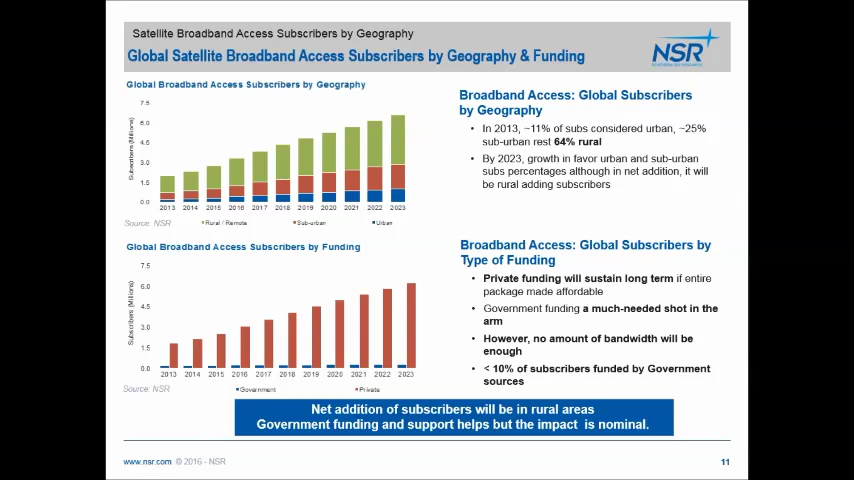 Satellite Broadband Access Subscribers by Geography
Global Satellite Broadband Access Subscribers by Geography & Funding
NSR
Global Broadband Access Subscribers by Geography
Subscribers (Millions)
7.5
6.0
4.5
3.0
1.5
0.0
2013 2014 2015 2016 2017 2018 2019 2020 2021 2022 2023
Source: NSR
Rural / Remote Sub-urban Urban
Broadband Access: Global Subscribers
by Geography
• In 2013, ~11% of subs considered urban, ~25%
sub-urban rest 64% rural
• By 2023, growth in favor urban and sub-urban
subs percentages although in net addition, it will
be rural adding subscribers
Global Broadband Access Subscribers by Funding
Subscribers (Millions)
7.5
6.0
4.5
3.0
1.5
0.0
2013 2014 2015 2016 2017 2018 2019 2020 2021 2022 2023
Source: NSR
Government Private
Broadband Access: Global Subscribers by
Type of Funding
• Private funding will sustain long term if entire
package made affordable
• Government funding a much-needed shot in the
arm
• However, no amount of bandwidth will be
enough
• < 10% of subscribers funded by Government
sources
Net addition of subscribers will be in rural areas
Government funding and support helps but the impact is nominal.
www.nsr.com © 2016 - NSR
11